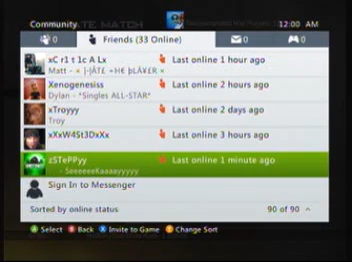 Community
12:00 AM
0
Friends (33 Online)
0
0
xC r1 t 1c A Lx
Last online 1 hour ago
Matt -
Xenogenesiss
Last online 2 hours ago
Dylan - *Singles ALL-STAR*
xTroyyy
Last online 2 days ago
Troy
xXxW4St3DxXx
Last online 3 hours ago
zSTePPyy
Last online 1 minute ago
- SaeeeeeKaaaayyyyy
Sign In to Messenger
Sorted by online status
90 of 90
A Select B Back X Invite to Game Y Change Sort